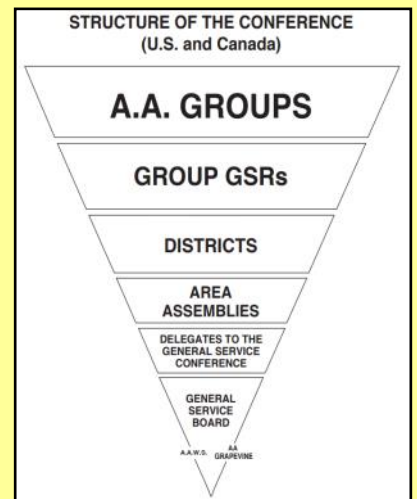 STRUCTURE OF THE CONFERENCE
(U.S. and Canada)
A.A. GROUPS
GROUP GSRs
DISTRICTS
AREA
ASSEMBLIES
DELEGATES TO THE
GENERAL SERVICE
CONFERENCE
GENERAL
SERVICE
BOARD
A.A.W.S.
AA
GRAPEVINE